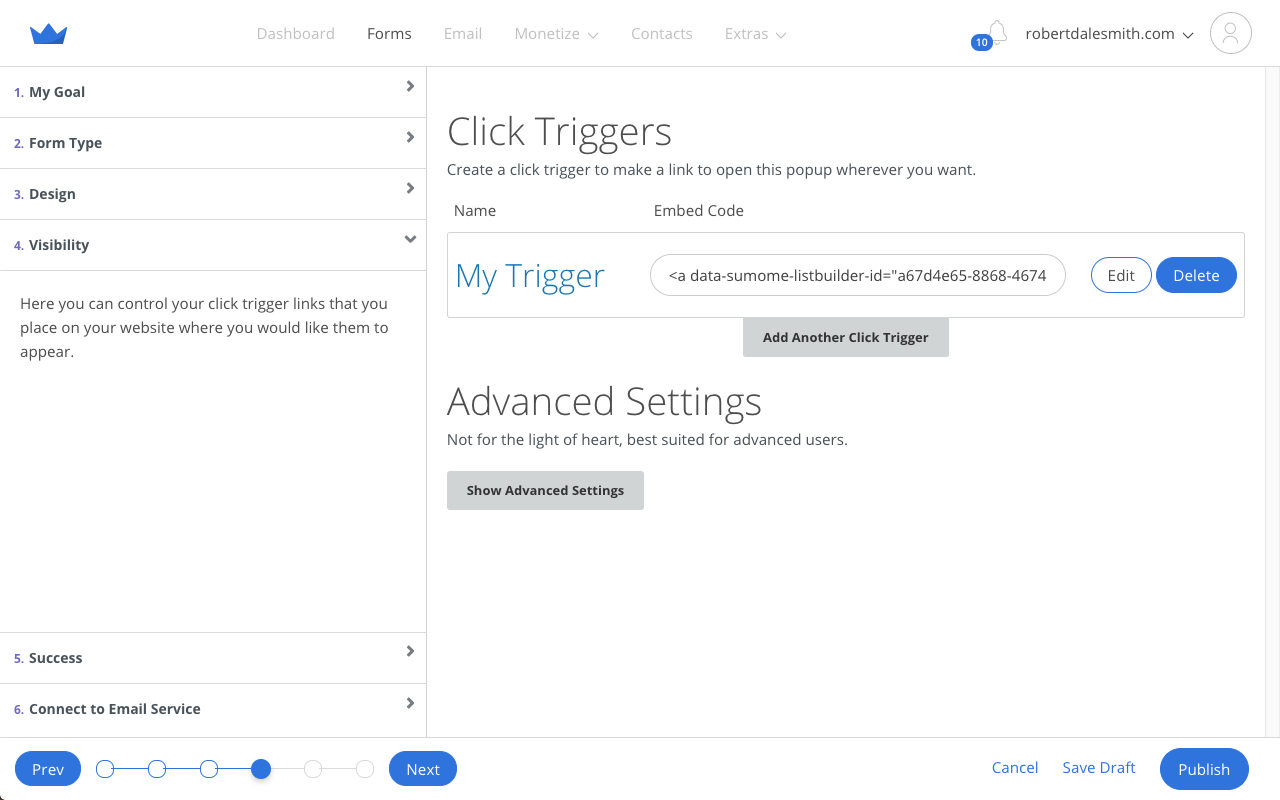 Dashboard Forms Email Monetize Contacts Extras 10 robertdalesmith.com
1. My Goal
2. Form Type
3. Design
4. Visibility
Here you can control your click trigger links that you
place on your website where you would like them to
appear.
5. Success
6. Connect to Email Service
Click Triggers
Create a click trigger to make a link to open this popup wherever you want.
Name Embed Code
My Trigger <a data-sumome-listbuilder-id="a67d4e65-8868-4674 Edit Delete
Add Another Click Trigger
Advanced Settings
Not for the light of heart, best suited for advanced users.
Show Advanced Settings
Prev Next Cancel Save Draft Publish